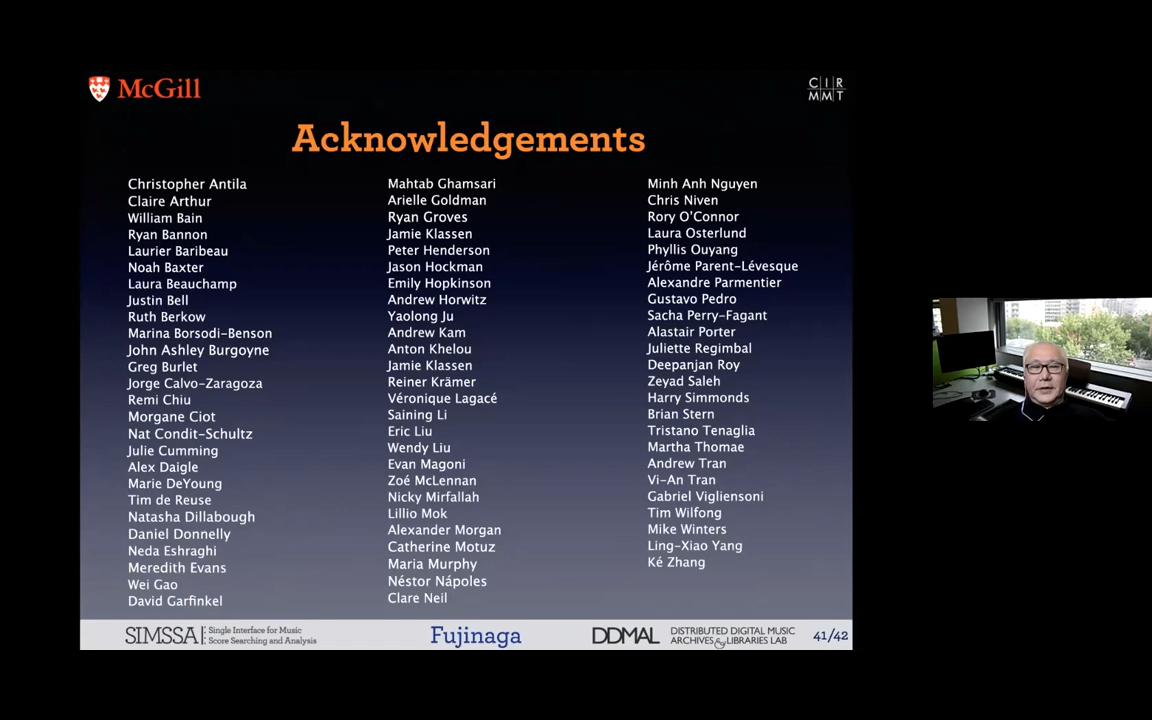 McGill
CIR
MMT
Acknowledgements
Christopher Antila
Claire Arthur
William Bain
Ryan Bannon
Laurier Baribeau
Noah Baxter
Laura Beauchamp
Justin Bell
Ruth Berkow
Marina Borsodi-Benson
John Ashley Burgoyne
Greg Burlet
Jorge Calvo-Zaragoza
Remi Chiu
Morgane Ciot
Nat Condit-Schultz
Julie Cumming
Alex Daigle
Marie DeYoung
Tim de Reuse
Natasha Dillabough
Daniel Donnelly
Neda Eshraghi
Meredith Evans
Wei Gao
David Garfinkel
Mahtab Ghamsari
Arielle Goldman
Ryan Groves
Jamie Klassen
Peter Henderson
Jason Hockman
Emily Hopkinson
Andrew Horwitz
Yaolong Ju
Andrew Kam
Anton Khelou
Jamie Klassen
Reiner Krämer
Véronique Lagacé
Saining Li
Eric Liu
Wendy Liu
Evan Magoni
Zoé McLennan
Nicky Mirfallah
Lillio Mok
Alexander Morgan
Catherine Motuz
Maria Murphy
Néstor Nápoles
Clare Neil
Minh Anh Nguyen
Chris Niven
Rory O'Connor
Laura Osterlund
Phyllis Ouyang
Jérôme Parent-Lévesque
Alexandre Parmentier
Gustavo Pedro
Sacha Perry-Fagant
Alastair Porter
Juliette Regimbal
Deepanjan Roy
Zeyad Saleh
Harry Simmonds
Brian Stern
Tristano Tenaglia
Martha Thomae
Andrew Tran
Vi-An Tran
Gabriel Vigliensoni
Tim Wilfong
Mike Winters
Ling-Xiao Yang
Ké Zhang
SIMSSA
Single Interface for Music
Score Searching and Analysis
Fujinaga
DDMAL
DISTRIBUTED DIGITAL MUSIC
ARCHIVES & LIBRARIES LAB
41/42